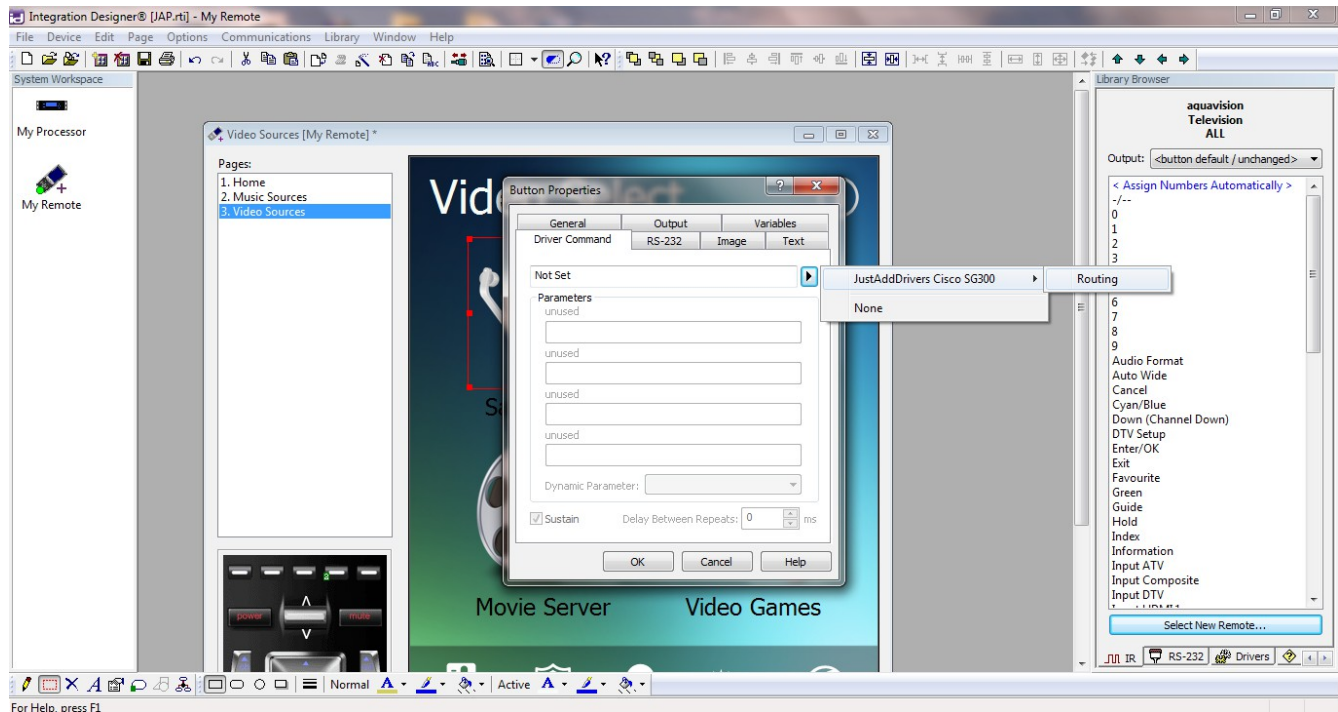 Integration Designer® [JAP.rti] - My Remote
File Device Edit Page Options Communications Library Window Help
System Workspace
My Processor
My Remote
Video Sources [My Remote] *
Pages:
1. Home
2. Music Sources
3. Video Sources
power
mute
2
Vid
Movie Server
Video Games
Button Properties
General Output Variables
Driver Command RS-232 Image Text
Not Set
Parameters
unused
unused
unused
unused
Dynamic Parameter:
Sustain Delay Between Repeats: 0 ms
OK Cancel Help
JustAddDrivers Cisco SG300
None
Routing
Library Browser
aquavision
Television
ALL
Output: <button default / unchanged>
< Assign Numbers Automatically >
-/--
0
1
2
3
6
7
8
9
Audio Format
Auto Wide
Cancel
Cyan/Blue
Down (Channel Down)
DTV Setup
Enter/OK
Exit
Favourite
Green
Guide
Hold
Index
Information
Input ATV
Input Composite
Input DTV
Select New Remote...
IR RS-232 Drivers
Normal A Active A
For Help, press F1